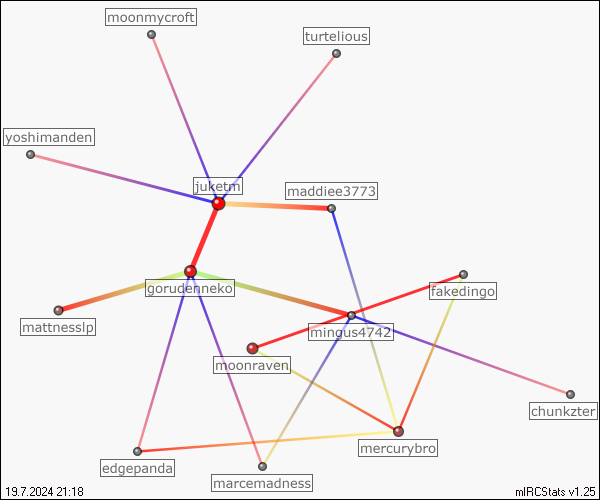 moonmycroft
turtelious
yoshimanden
juketm
maddiee3773
gorudenneko
fakedingo
mattnesslp
mingus4742
moonraven
chunkzter
mercurybro
edgepanda
marcemadness
19.7.2024 21:18
mIRCStats v1.25